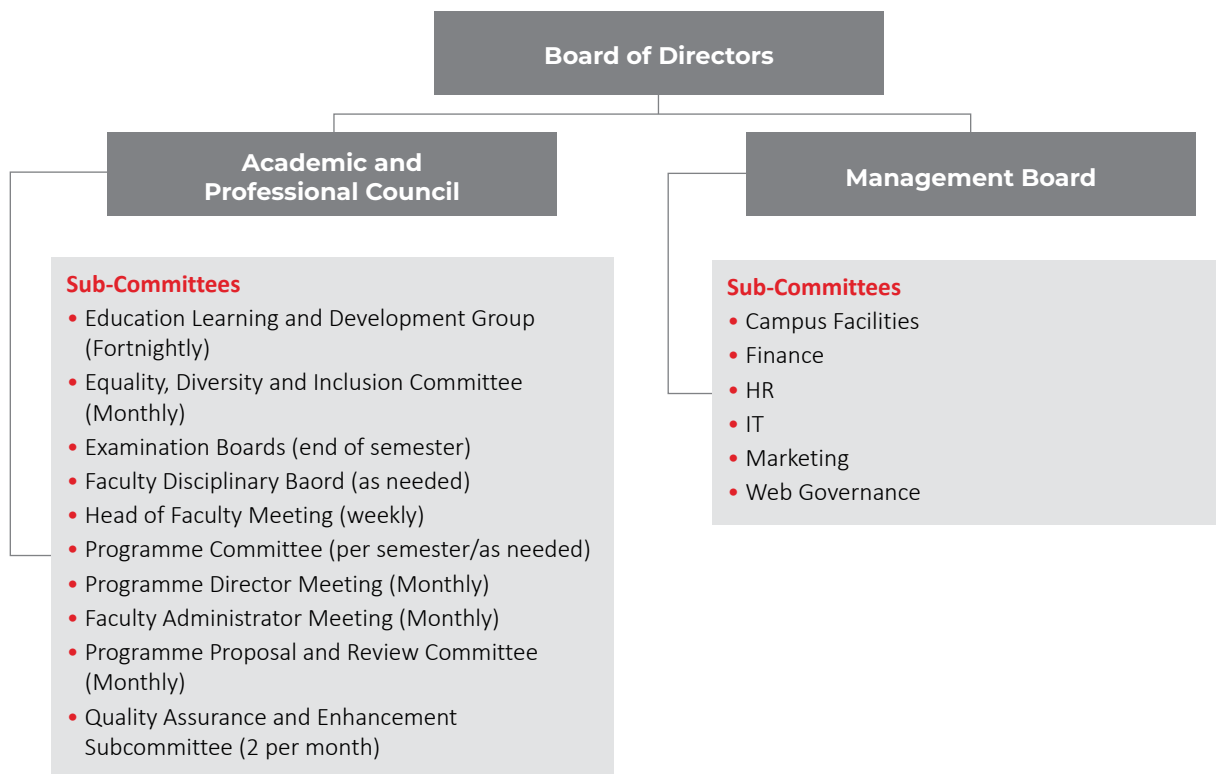 Board of Directors
Academic and
Professional Council
Management Board
Sub-Committees
• Education Learning and Development Group
(Fortnightly)
• Equality, Diversity and Inclusion Committee
(Monthly)
• Examination Boards (end of semester)
• Faculty Disciplinary Baord (as needed)
• Head of Faculty Meeting (weekly)
• Programme Committee (per semester/as needed)
• Programme Director Meeting (Monthly)
• Faculty Administrator Meeting (Monthly)
• Programme Proposal and Review Committee
(Monthly)
• Quality Assurance and Enhancement
Subcommittee (2 per month)
Sub-Committees
• Campus Facilities
• Finance
• HR
• IT
• Marketing
• Web Governance